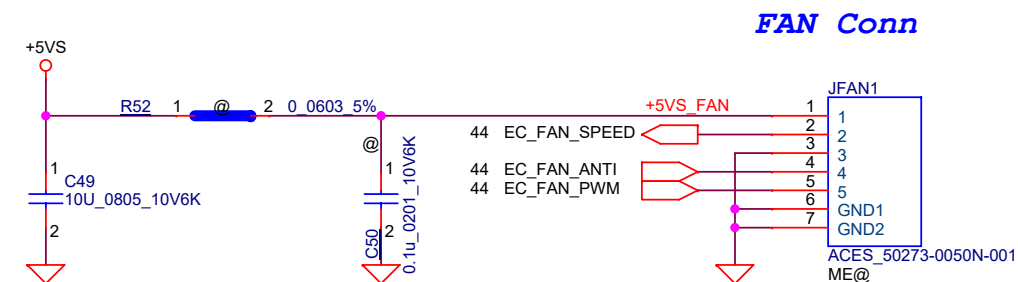 FAN Conn
+5VS
R52 1 @ 2 0_0603_5%
+5VS_FAN
JFAN1
1 1
44 EC_FAN_SPEED 2 2
3 3
44 EC_FAN_ANTI 4 4
44 EC_FAN_PWM 5 5
6 GND1
7 GND2
ACES_50273-0050N-001
ME@
1
C49
10U_0805_10V6K
2
@
1
2
C50
0.1u_0201_10V6K